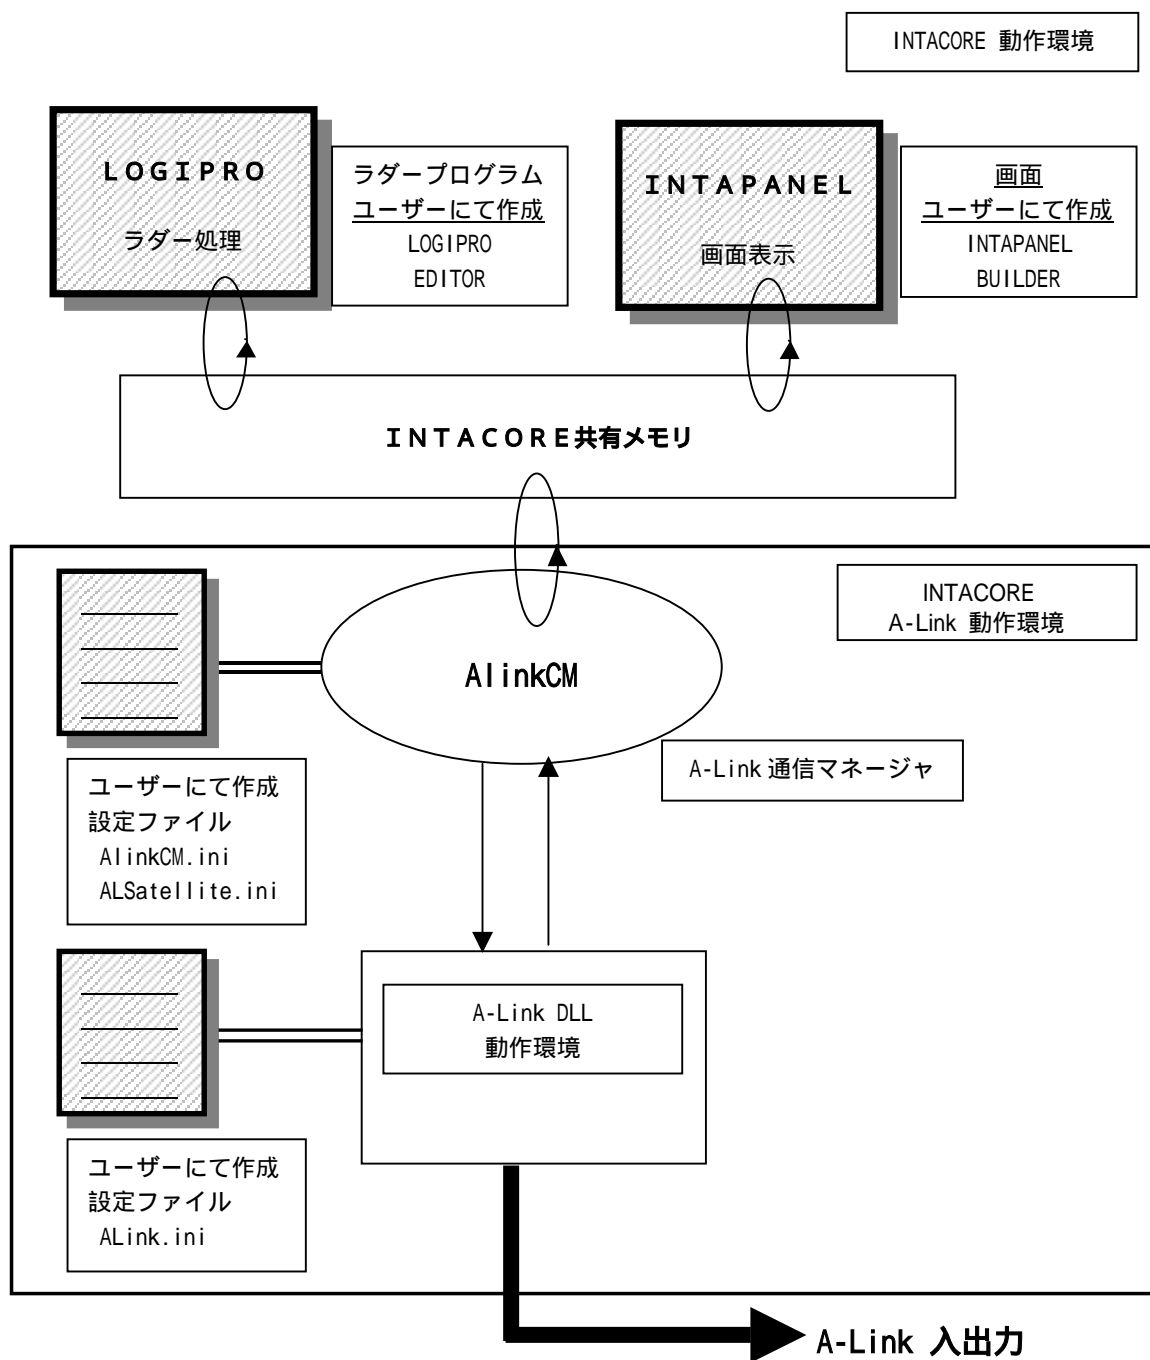 INTACORE 動作環境
ＬＯＧＩＰＲＯ
ラダー処理
ラダープログラム
ユーザーにて作成
LOGIPRO
EDITOR
ＩＮＴＡＰＡＮＥＬ
画面表示
画面
ユーザーにて作成
INTAPANEL
BUILDER
ＩＮＴＡＣＯＲＥ共有メモリ
INTACORE
A-Link 動作環境
AlinkCM
A-Link 通信マネージャ
ユーザーにて作成
設定ファイル
AlinkCM.ini
ALSatellite.ini
A-Link DLL
動作環境
ユーザーにて作成
設定ファイル
ALink.ini
A-Link 入出力